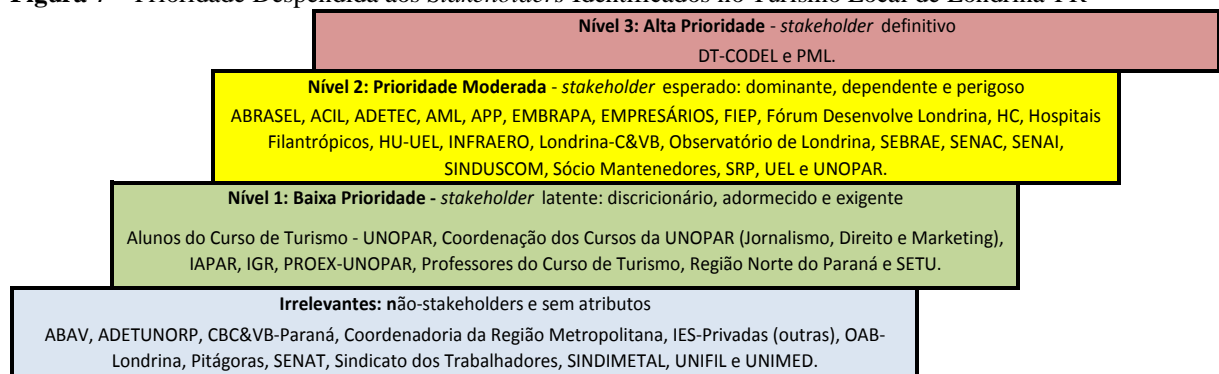 Figura 7 – Prioridade Despendida aos Stakeholders Identificados no Turismo Local de Londrina-PR
Nível 3: Alta Prioridade - stakeholder definitivo
DT-CODEL e PML.
Nível 2: Prioridade Moderada - stakeholder esperado: dominante, dependente e perigoso
ABRASEL, ACIL, ADETEC, AML, APP, EMBRAPA, EMPRESÁRIOS, FIEP, Fórum Desenvolve Londrina, HC, Hospitais
Filantrópicos, HU-UEL, INFRAERO, Londrina-C&VB, Observatório de Londrina, SEBRAE, SENAC, SENAI,
SINDUSCOM, Sócio Mantenedores, SRP, UEL e UNOPAR.
Nível 1: Baixa Prioridade - stakeholder latente: discricionário, adormecido e exigente
Alunos do Curso de Turismo - UNOPAR, Coordenação dos Cursos da UNOPAR (Jornalismo, Direito e Marketing),
IAPAR, IGR, PROEX-UNOPAR, Professores do Curso de Turismo, Região Norte do Paraná e SETU.
Irrelevantes: não-stakeholders e sem atributos
ABAV, ADETUNORP, CBC&VB-Paraná, Coordenadoria da Região Metropolitana, IES-Privadas (outras), OAB-
Londrina, Pitágoras, SENAT, Sindicato dos Trabalhadores, SINDIMETAL, UNIFIL e UNIMED.